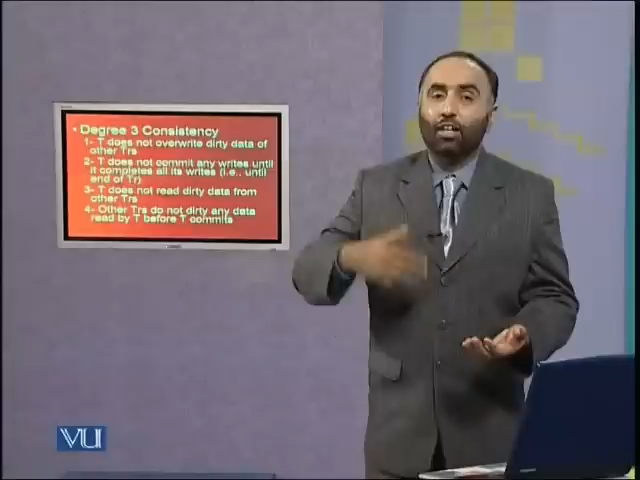 • Degree 3 Consistency
1- T does not overwrite dirty data of
other Trs
2- T does not commit any writes until
it completes all its writes (i.e., until
end of Tr)
3- T does not read dirty data from
other Trs
4- Other Trs do not dirty any data
read by T before T commits
VU